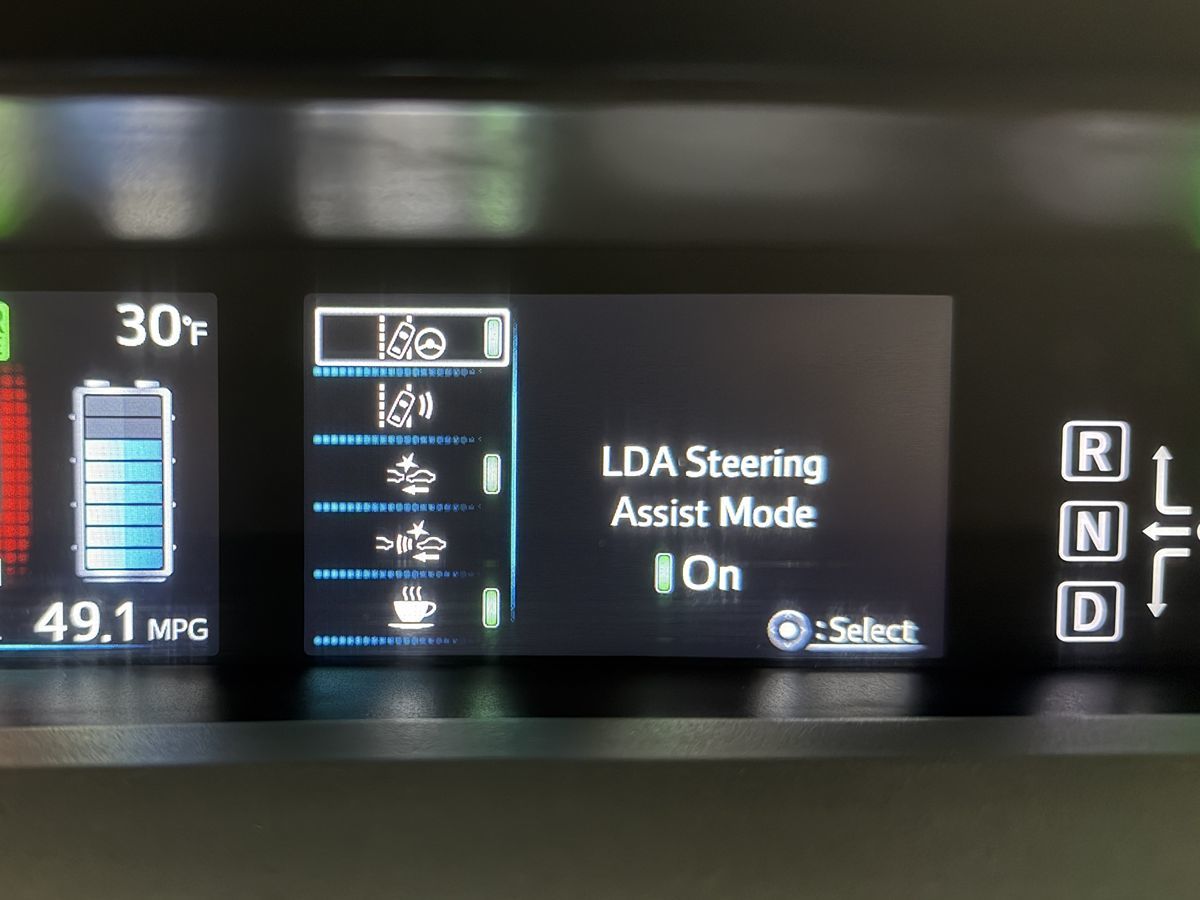 30°F
49.1 MPG
LDA Steering
Assist Mode
On
:Select
R
N
D